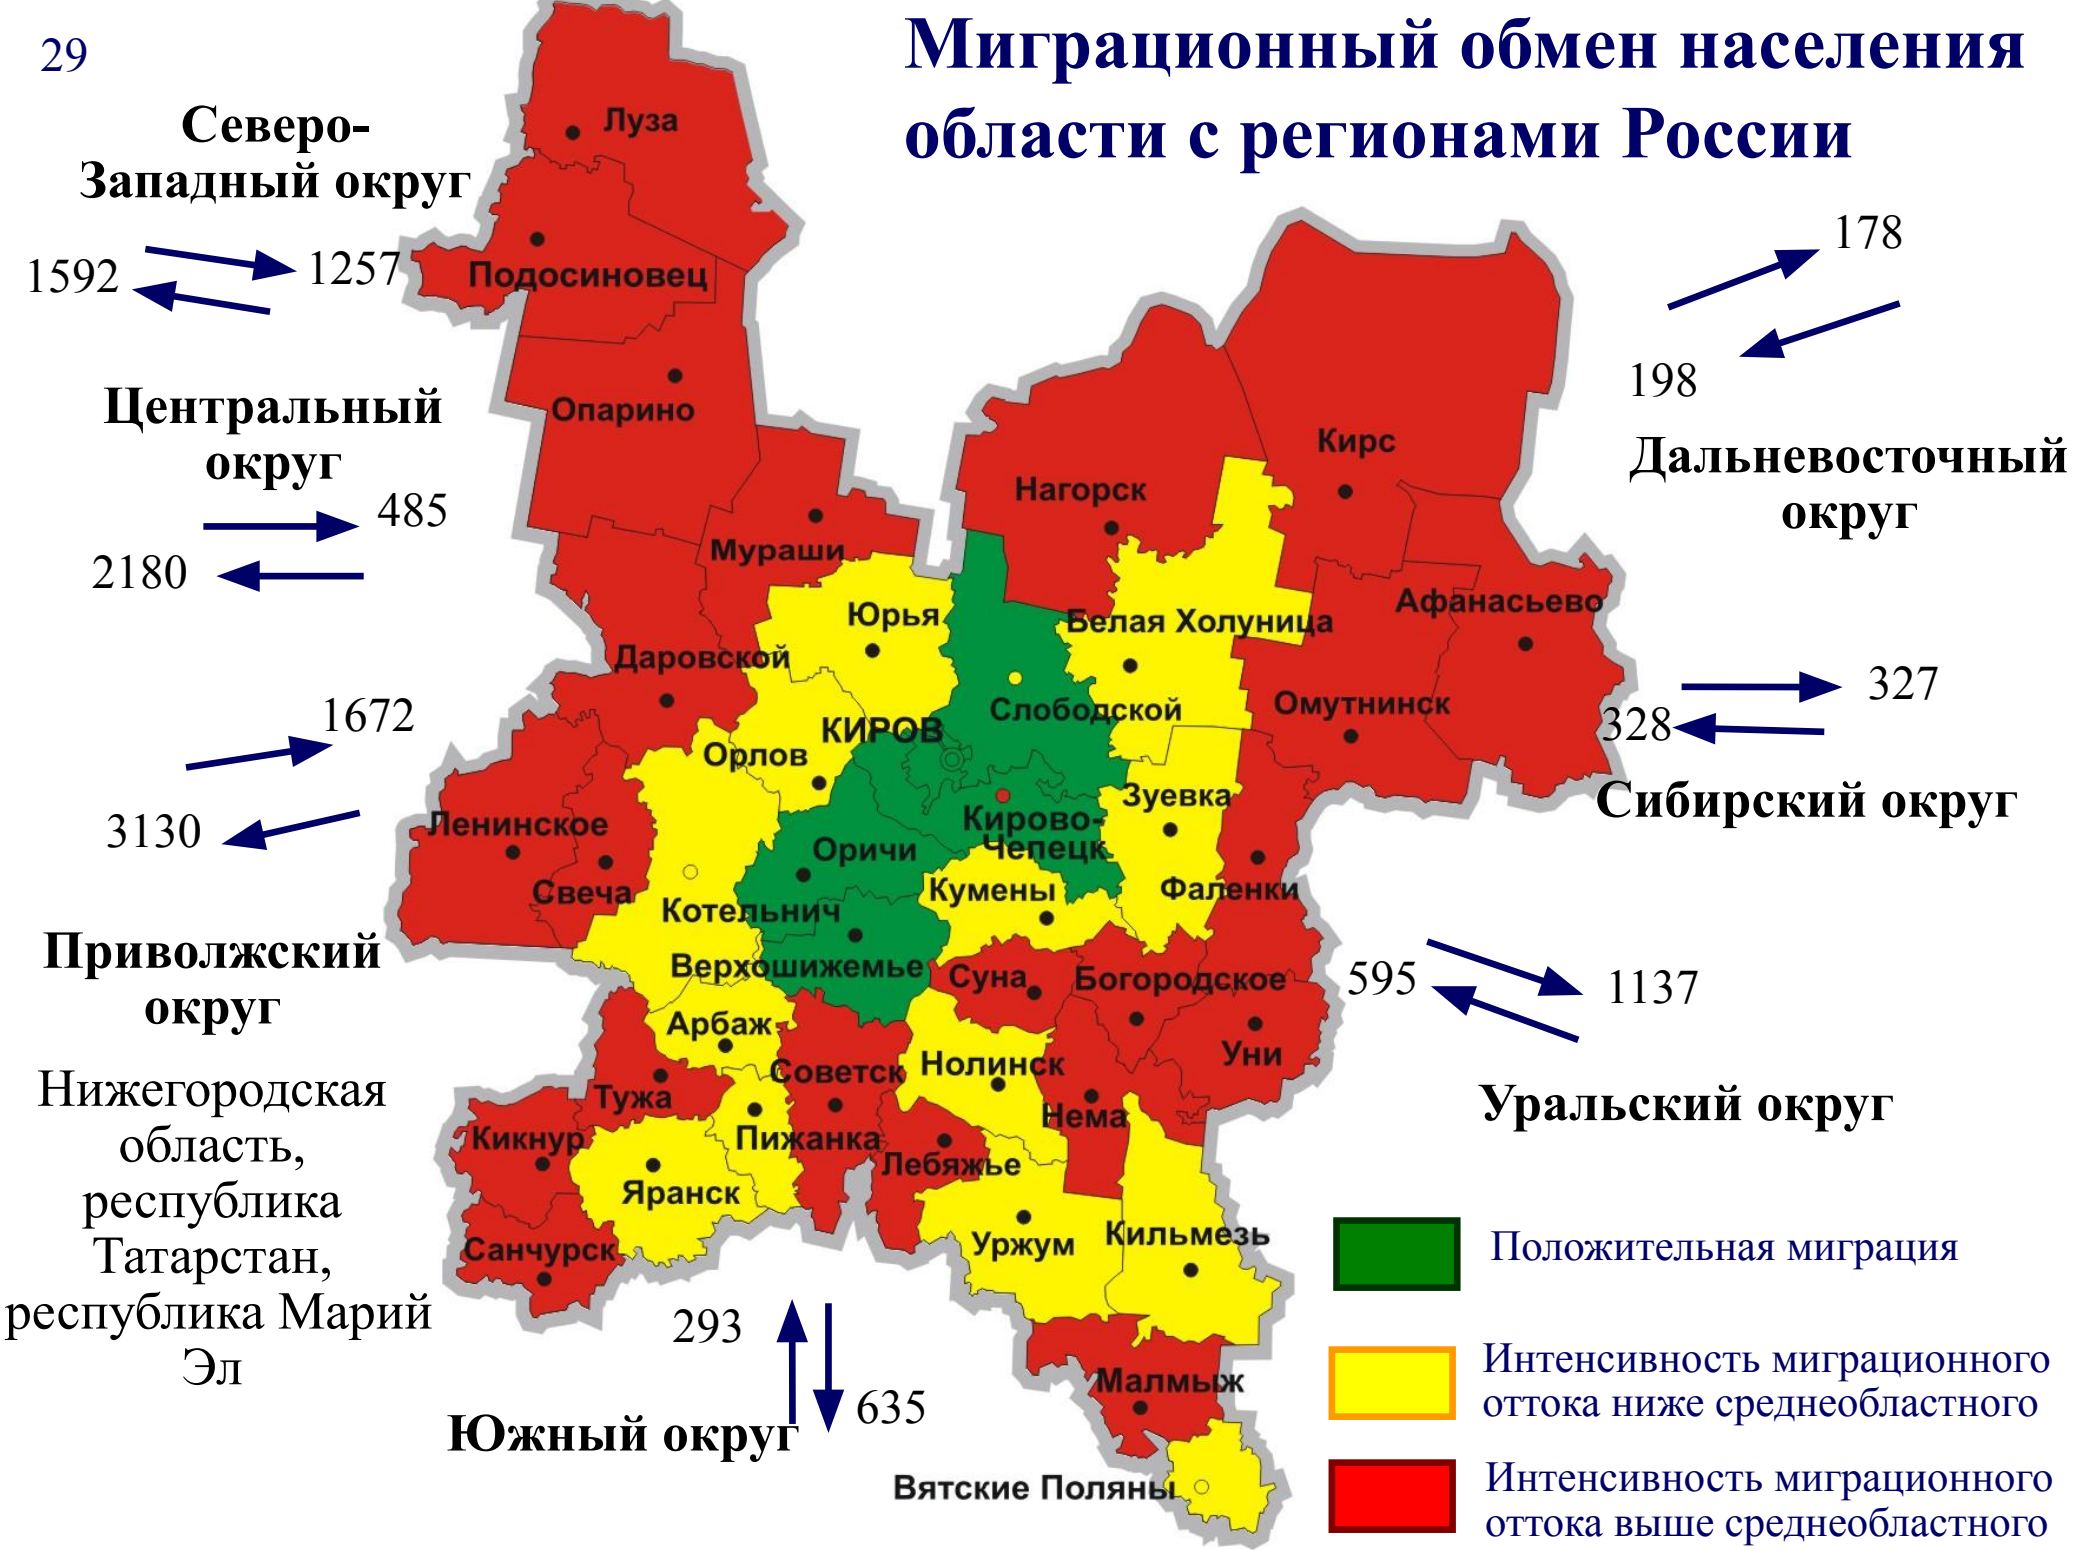 29
Миграционный обмен населения
области с регионами России
Северо-
Западный округ
1592
1257
Центральный
округ
485
2180
1672
3130
Приволжский
округ
Нижегородская
область,
республика
Татарстан,
республика Марий
Эл
293
635
Южный округ
178
198
Дальневосточный
округ
327
328
Сибирский округ
595
1137
Уральский округ
Луза
Подосиновец
Опарино
Мураши
Нагорск
Кирс
Афанасьево
Юрья
Белая Холуница
Даровской
Слободской
Омутнинск
КИРОВ
Орлов
Зуевка
Кирово-
Чепецк
Ленинское
Оричи
Свеча
Кумены
Фаленки
Котельнич
Верхошижемье
Суна
Богородское
Арбаж
Уни
Нолинск
Советск
Тужа
Нема
Кикнур
Пижанка
Лебяжье
Яранск
Санчурск
Уржум
Кильмезь
Малмыж
Вятские Поляны
Положительная миграция
Интенсивность миграционного
оттока ниже среднеобластного
Интенсивность миграционного
оттока выше среднеобластного